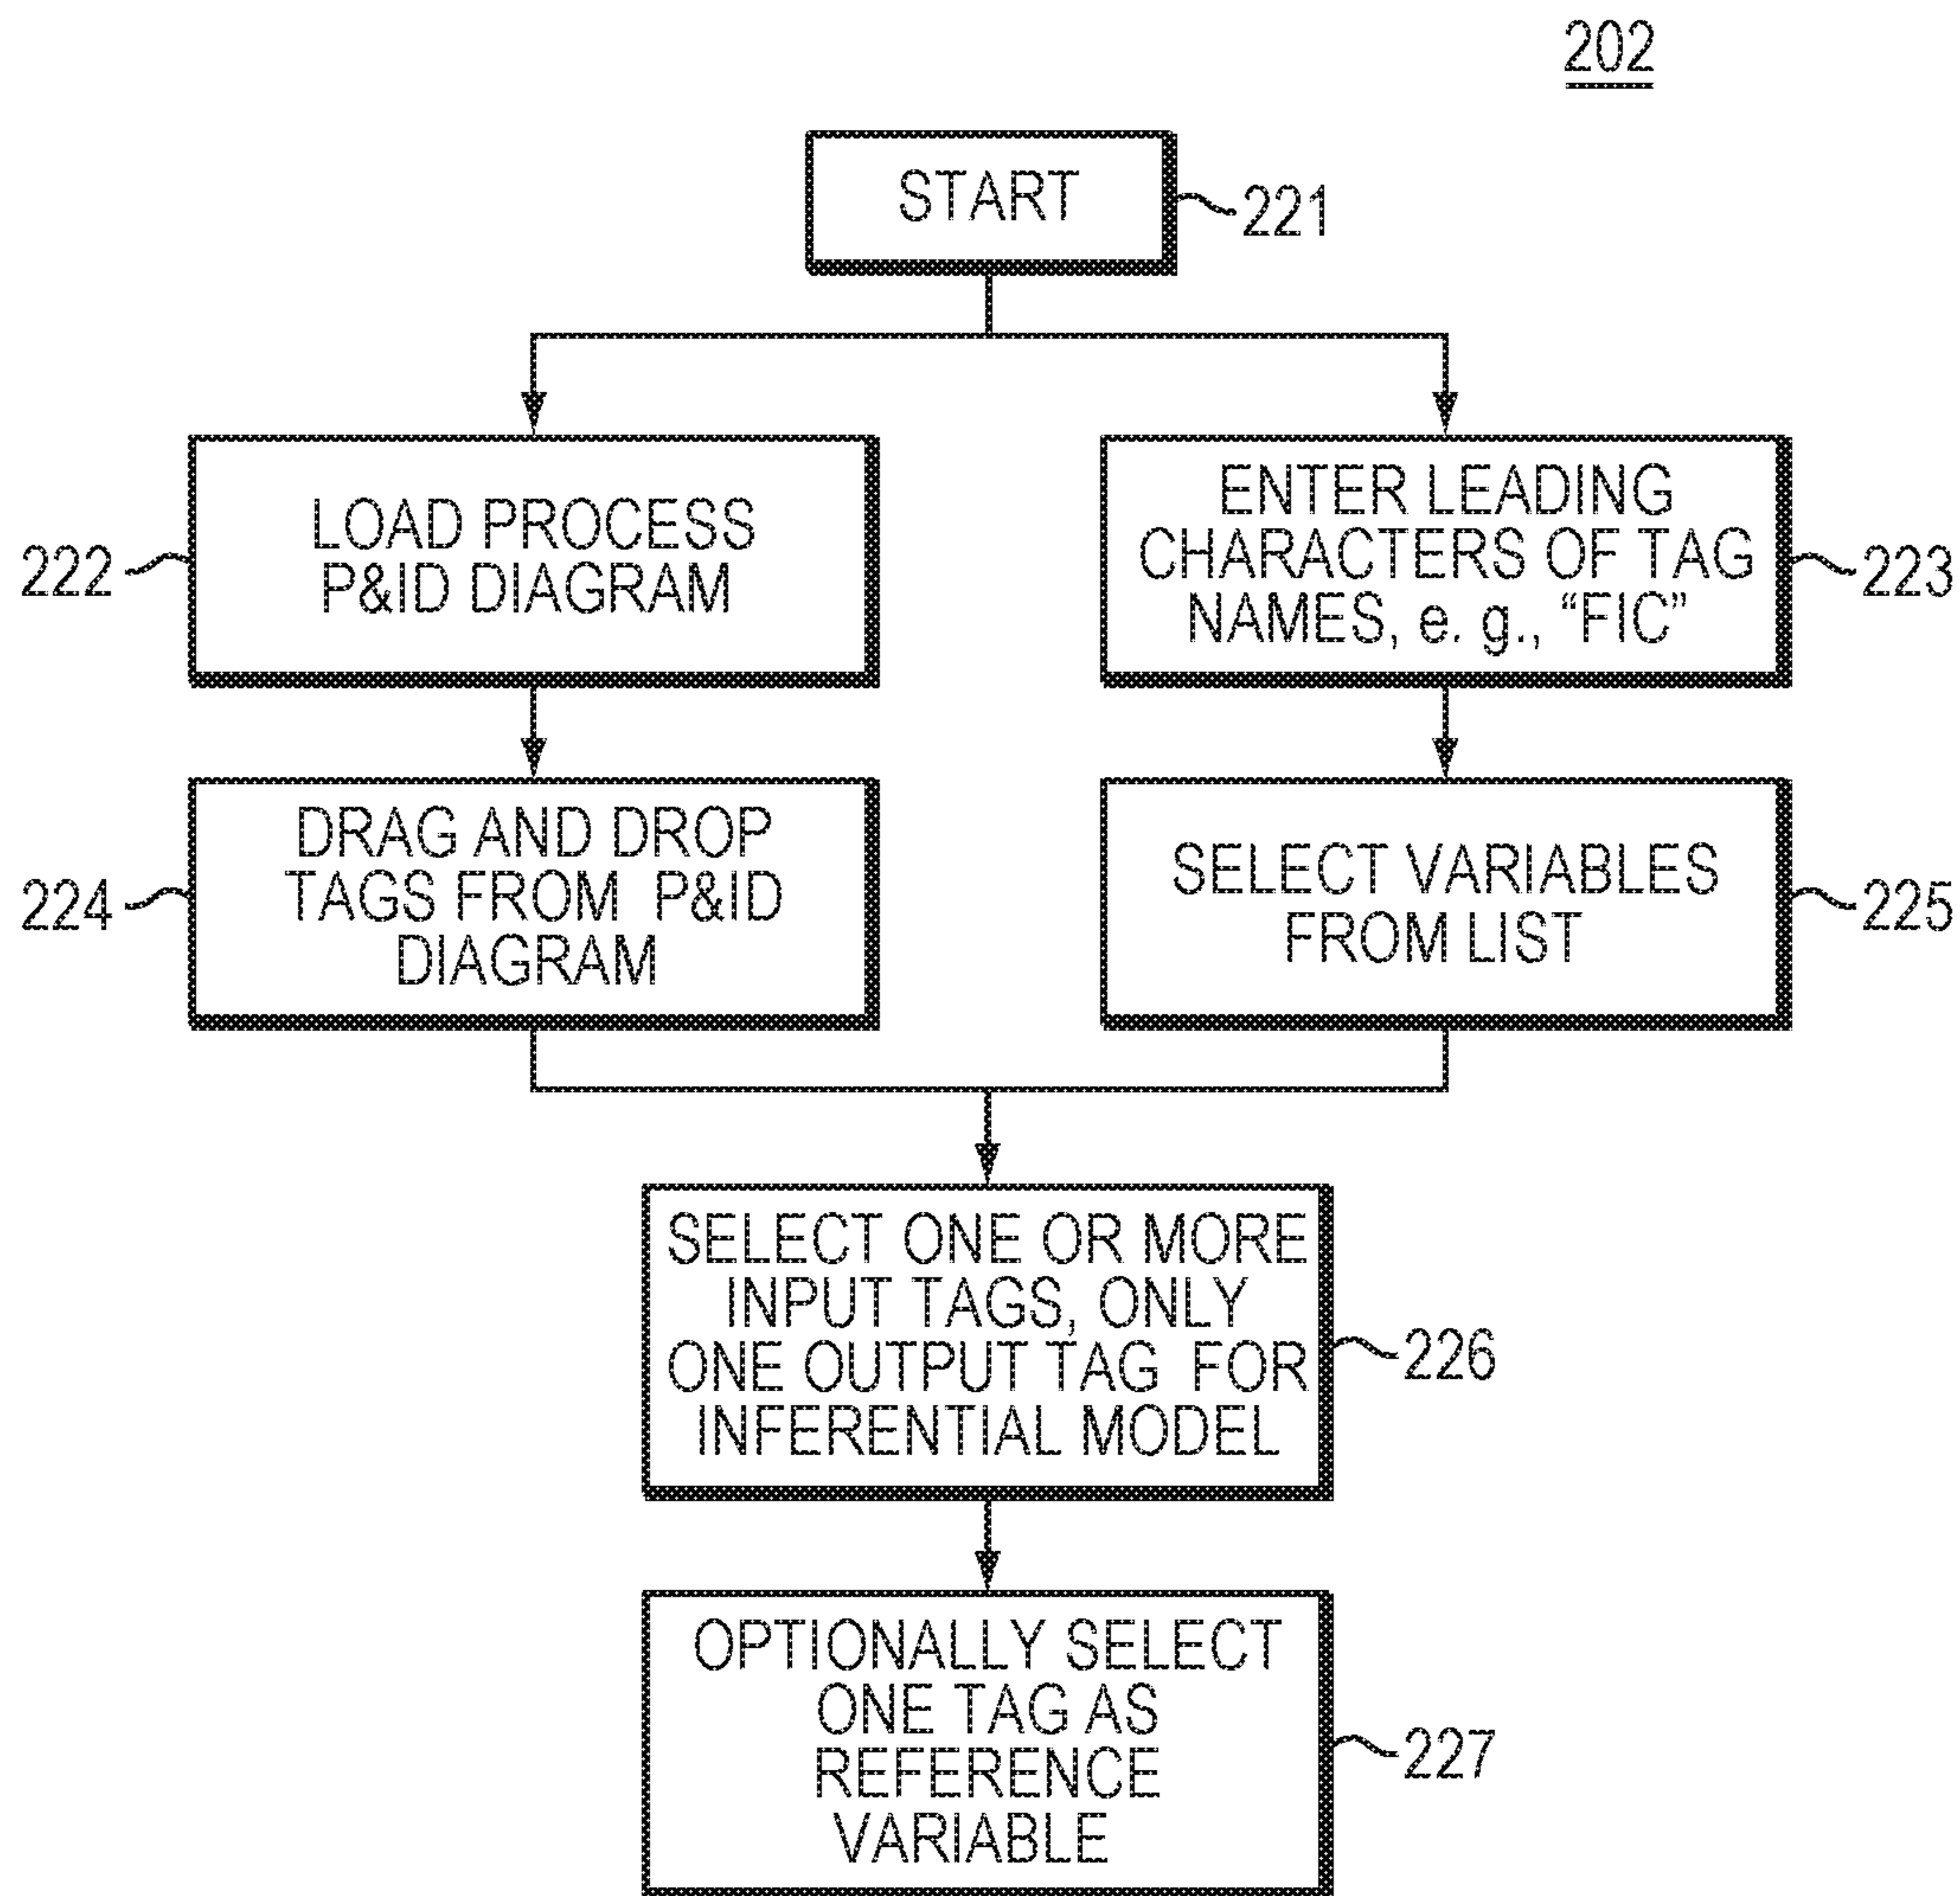 202
START
221
LOAD PROCESS
P&ID DIAGRAM
222
ENTER LEADING
CHARACTERS OF TAG
NAMES, e. g., “FIC”
223
DRAG AND DROP
TAGS FROM P&ID
DIAGRAM
224
SELECT VARIABLES
FROM LIST
225
SELECT ONE OR MORE
INPUT TAGS, ONLY
ONE OUTPUT TAG FOR
INFERENTIAL MODEL
226
OPTIONALLY SELECT
ONE TAG AS
REFERENCE
VARIABLE
227